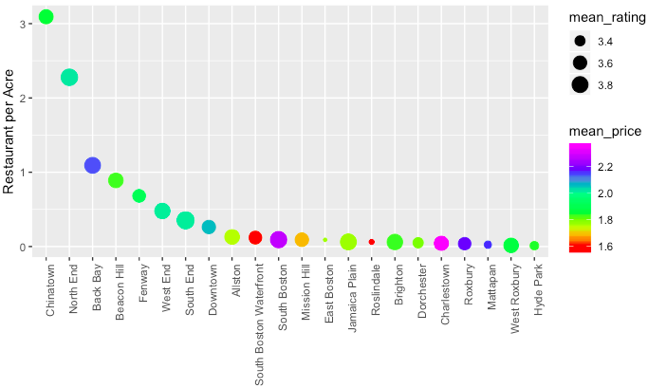 Restaurant per Acre
3
2
1
0
Chinatown
North End
Back Bay
Beacon Hill
Fenway
West End
South End
Downtown
Allston
South Boston Waterfront
South Boston
Mission Hill
East Boston
Jamaica Plain
Roslindale
Brighton
Dorchester
Charlestown
Roxbury
Mattapan
West Roxbury
Hyde Park
mean_rating
3.4
3.6
3.8
mean_price
2.2
2.0
1.8
1.6